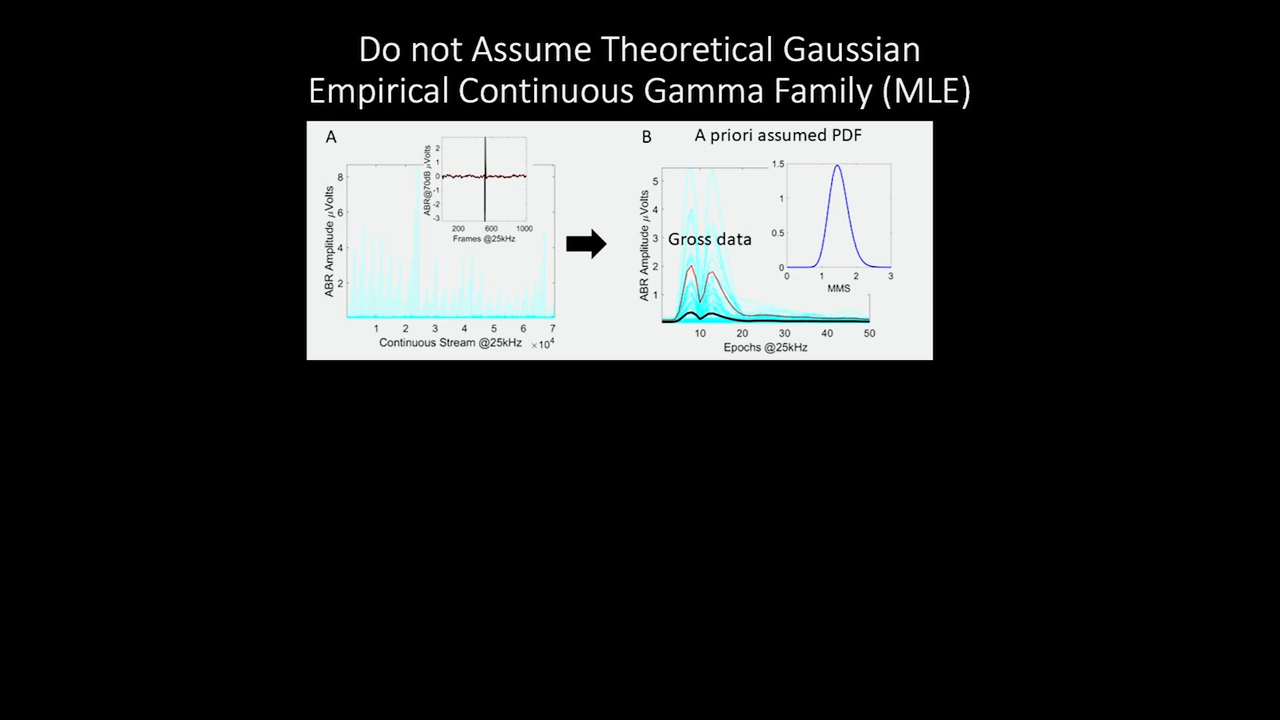 Do not Assume Theoretical Gaussian
Empirical Continuous Gamma Family (MLE)
A
ABR Amplitude µVolts
8
6
4
2
1 2 3 4 5 6 7
Continuous Stream @25kHz ×10^4
ABR@70dB µVolts
2
1
0
-1
-2
-3
200 600 1000
Frames @25kHz
B
A priori assumed PDF
ABR Amplitude µVolts
5
4
3
2
1
Gross data
10 20 30 40 50
Epochs @25kHz
1.5
1
0.5
0
0 1 2 3
MMS